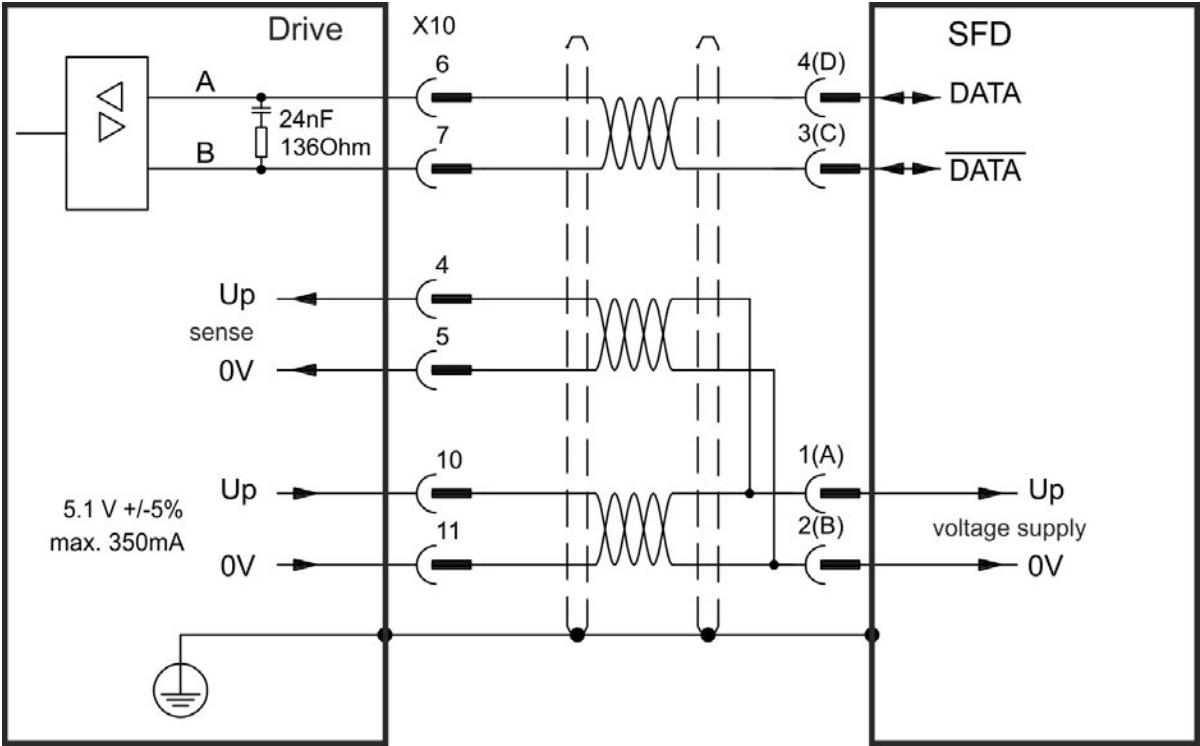 Drive
X10
SFD
A
6
4(D)
DATA
24nF
136Ohm
B
7
3(C)
DATA
Up
4
sense
0V
5
5.1 V +/-5%
max. 350mA
Up
10
1(A)
Up
voltage supply
0V
11
2(B)
0V